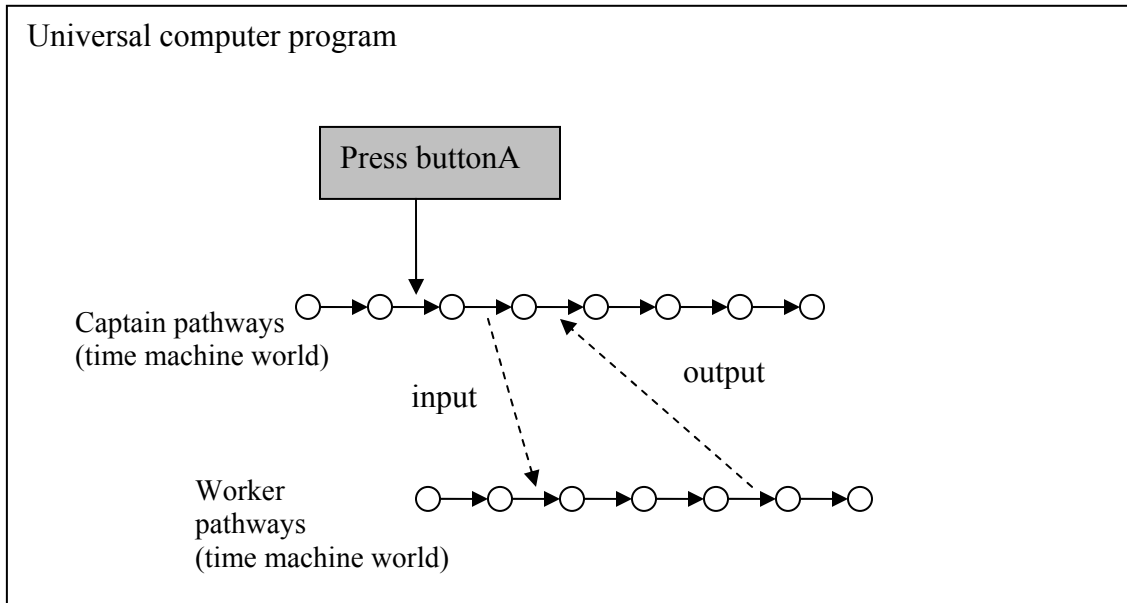 Universal computer program
Press buttonA
Captain pathways
(time machine world)
input
output
Worker
pathways
(time machine world)